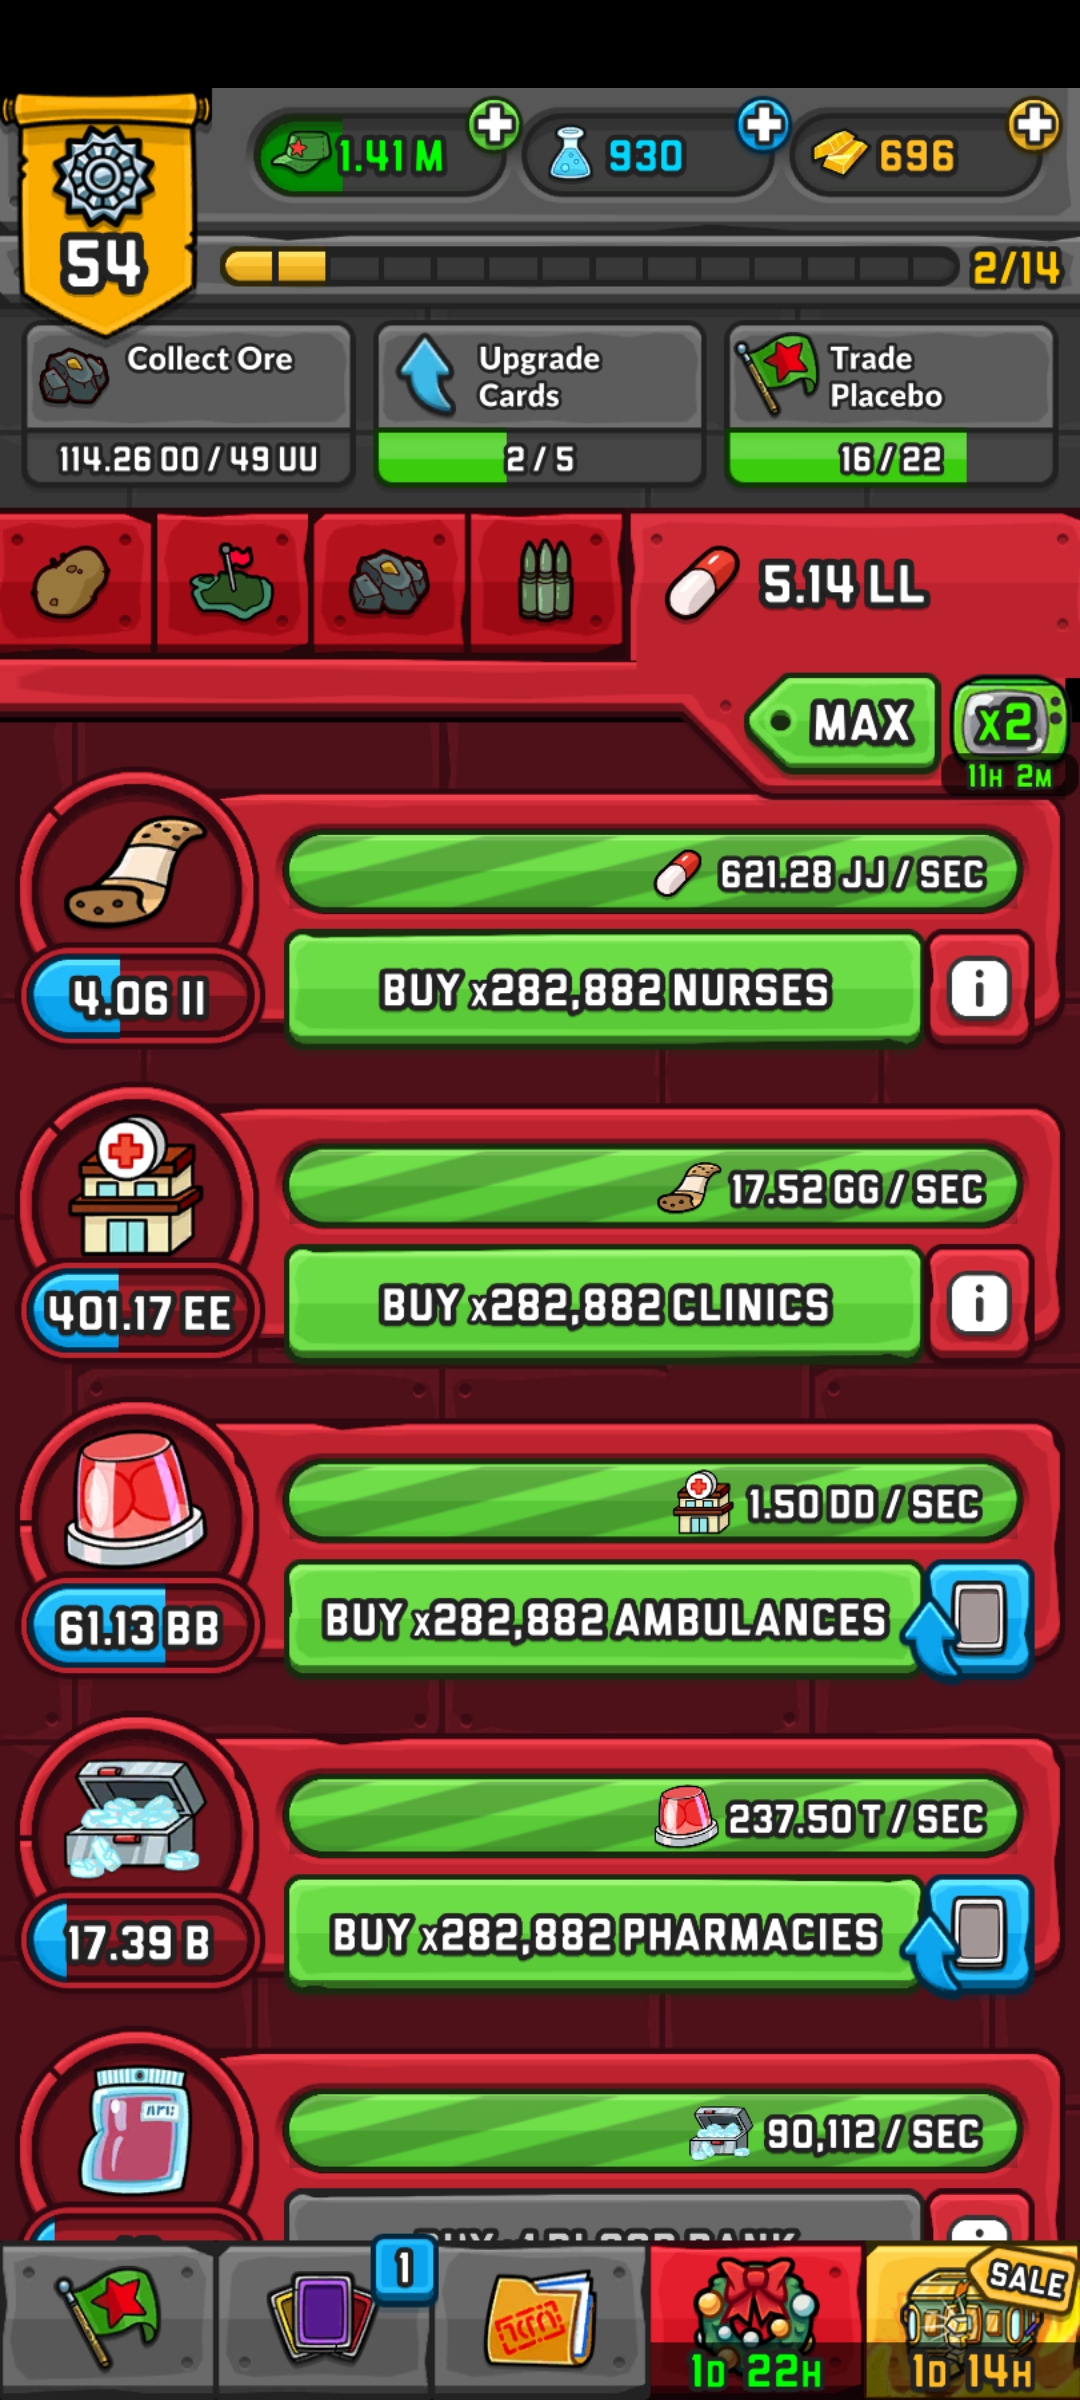 54
1.41 M
930
696
2/14
Collect Ore
114.26 OO / 49 UU
Upgrade
Cards
2 / 5
Trade
Placebo
16 / 22
5.14 LL
MAX
x2
11H 2M
621.28 JJ / SEC
4.06 II
BUY x282,882 NURSES
i
17.52 GG / SEC
401.17 EE
BUY x282,882 CLINICS
i
1.50 DD / SEC
61.13 BB
BUY x282,882 AMBULANCES
237.50 T / SEC
17.39 B
BUY x282,882 PHARMACIES
90,112 / SEC
BUY x1 BLOOD BANK
1
SALE
1D 22H
1D 14H